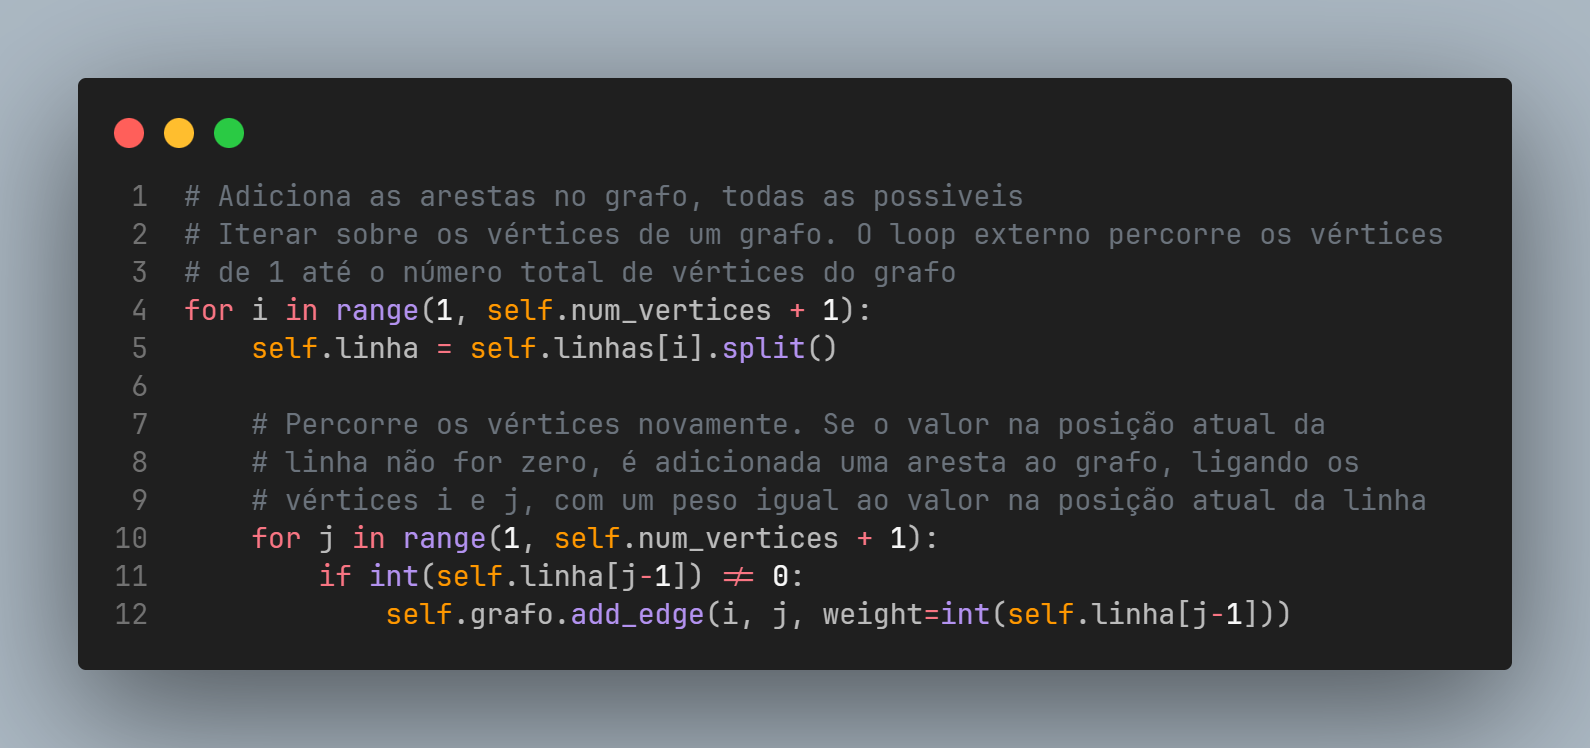 1 # Adiciona as arestas no grafo, todas as possiveis
2 # Iterar sobre os vértices de um grafo. O loop externo percorre os vértices
3 # de 1 até o número total de vértices do grafo
4 for i in range(1, self.num_vertices + 1):
5     self.linha = self.linhas[i].split()
6
7     # Percorre os vértices novamente. Se o valor na posição atual da
8     # linha não for zero, é adicionada uma aresta ao grafo, ligando os
9     # vértices i e j, com um peso igual ao valor na posição atual da linha
10     for j in range(1, self.num_vertices + 1):
11         if int(self.linha[j-1]) != 0:
12             self.grafo.add_edge(i, j, weight=int(self.linha[j-1]))